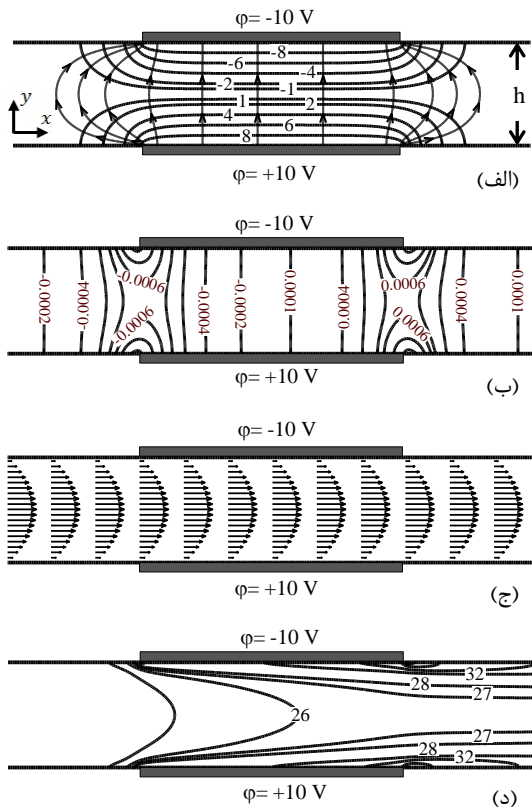 φ= -10 V
-8
-6 -4
-2 -1
1 2
4 6
8
y
x
h
φ= +10 V
(الف)
φ= -10 V
-0.0002
-0.0004
-0.0006
-0.0006
-0.0004
-0.0002
0.0001
0.0004
0.0006
0.0006
0.0004
0.0001
φ= +10 V
(ب)
φ= -10 V
φ= +10 V
(ج)
φ= -10 V
32
28 27
26
27
28 32
φ= +10 V
(د)